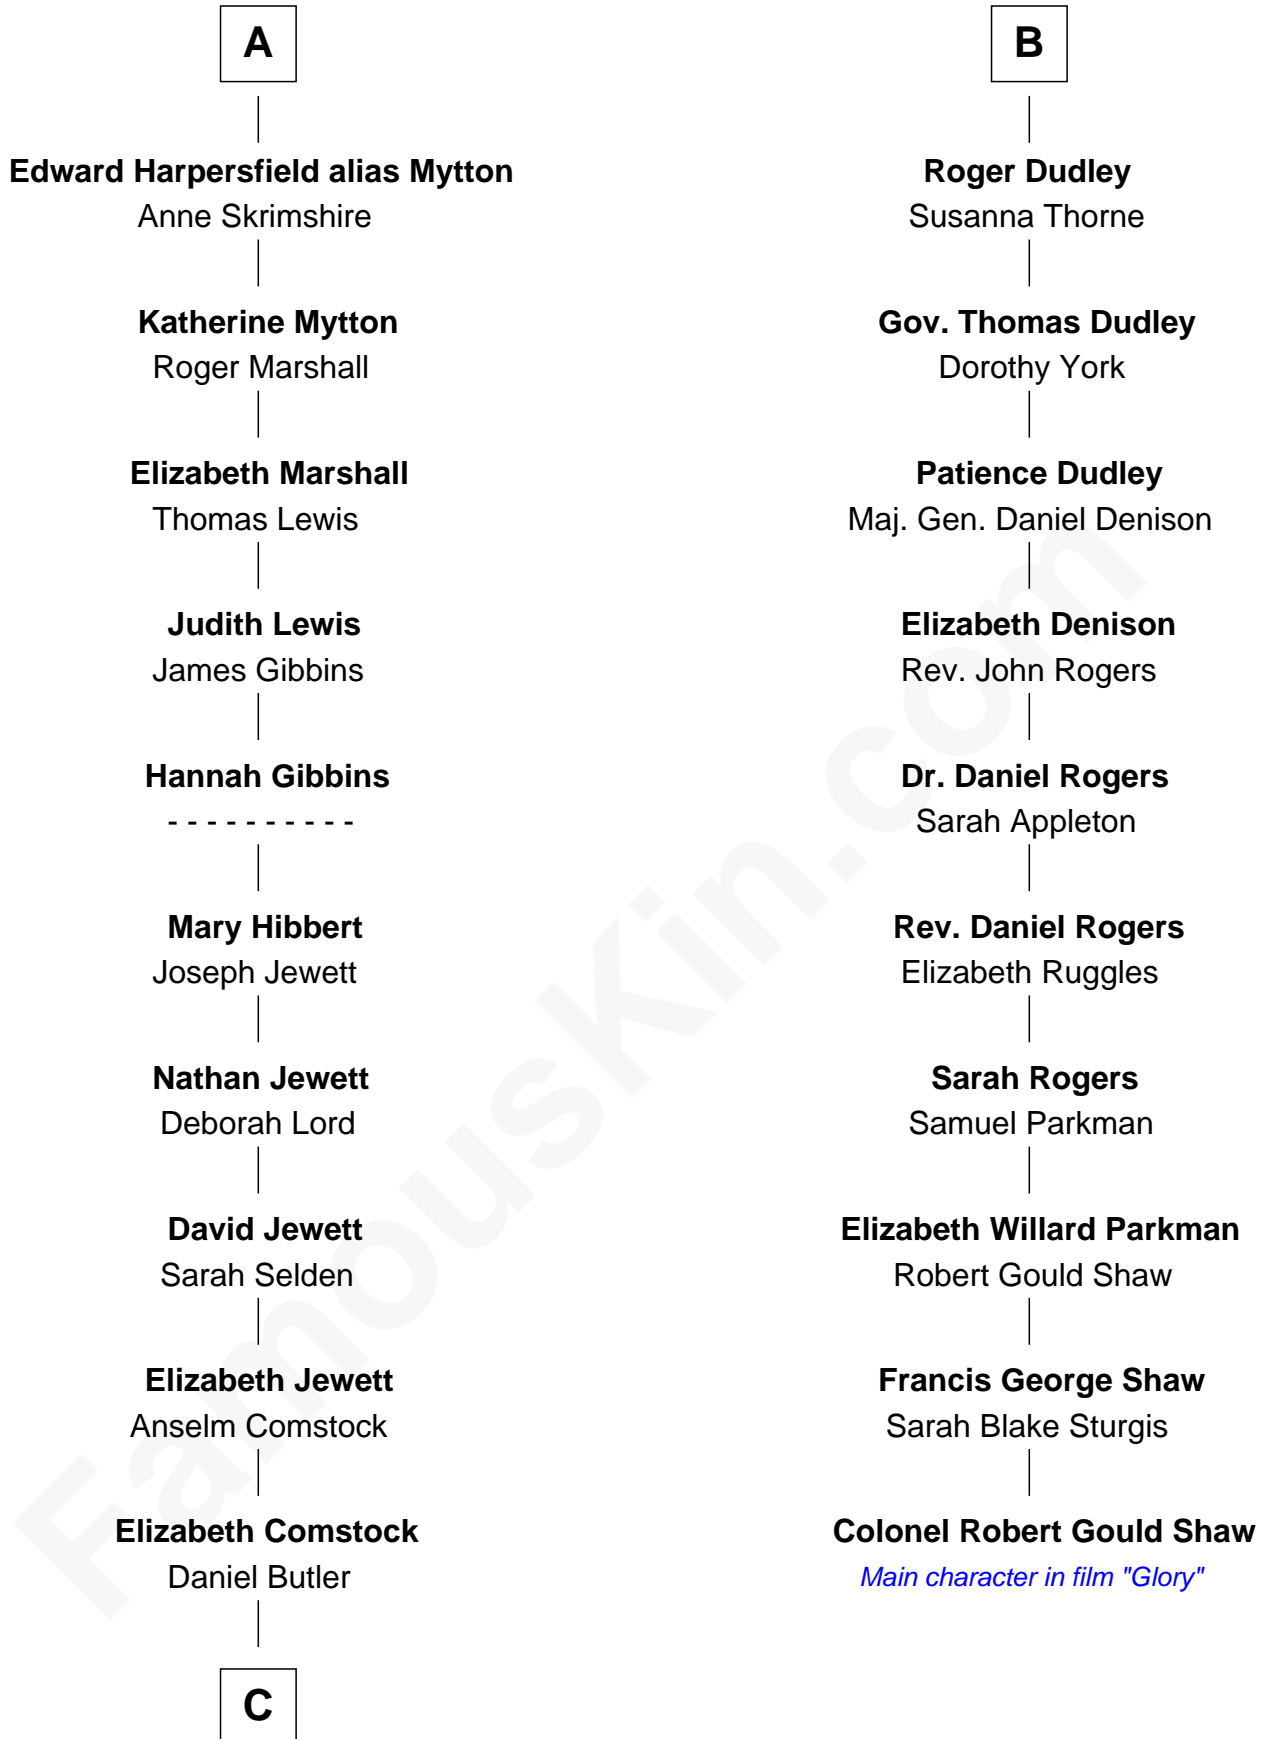 A
Edward Harpersfield alias Mytton
Anne Skrimshire
Katherine Mytton
Roger Marshall
Elizabeth Marshall
Thomas Lewis
Judith Lewis
James Gibbins
Hannah Gibbins
- - - - - - - - - -
Mary Hibbert
Joseph Jewett
Nathan Jewett
Deborah Lord
David Jewett
Sarah Selden
Elizabeth Jewett
Anselm Comstock
Elizabeth Comstock
Daniel Butler
C
B
Roger Dudley
Susanna Thorne
Gov. Thomas Dudley
Dorothy York
Patience Dudley
Maj. Gen. Daniel Denison
Elizabeth Denison
Rev. John Rogers
Dr. Daniel Rogers
Sarah Appleton
Rev. Daniel Rogers
Elizabeth Ruggles
Sarah Rogers
Samuel Parkman
Elizabeth Willard Parkman
Robert Gould Shaw
Francis George Shaw
Sarah Blake Sturgis
Colonel Robert Gould Shaw
Main character in film "Glory"
FamousKin.com